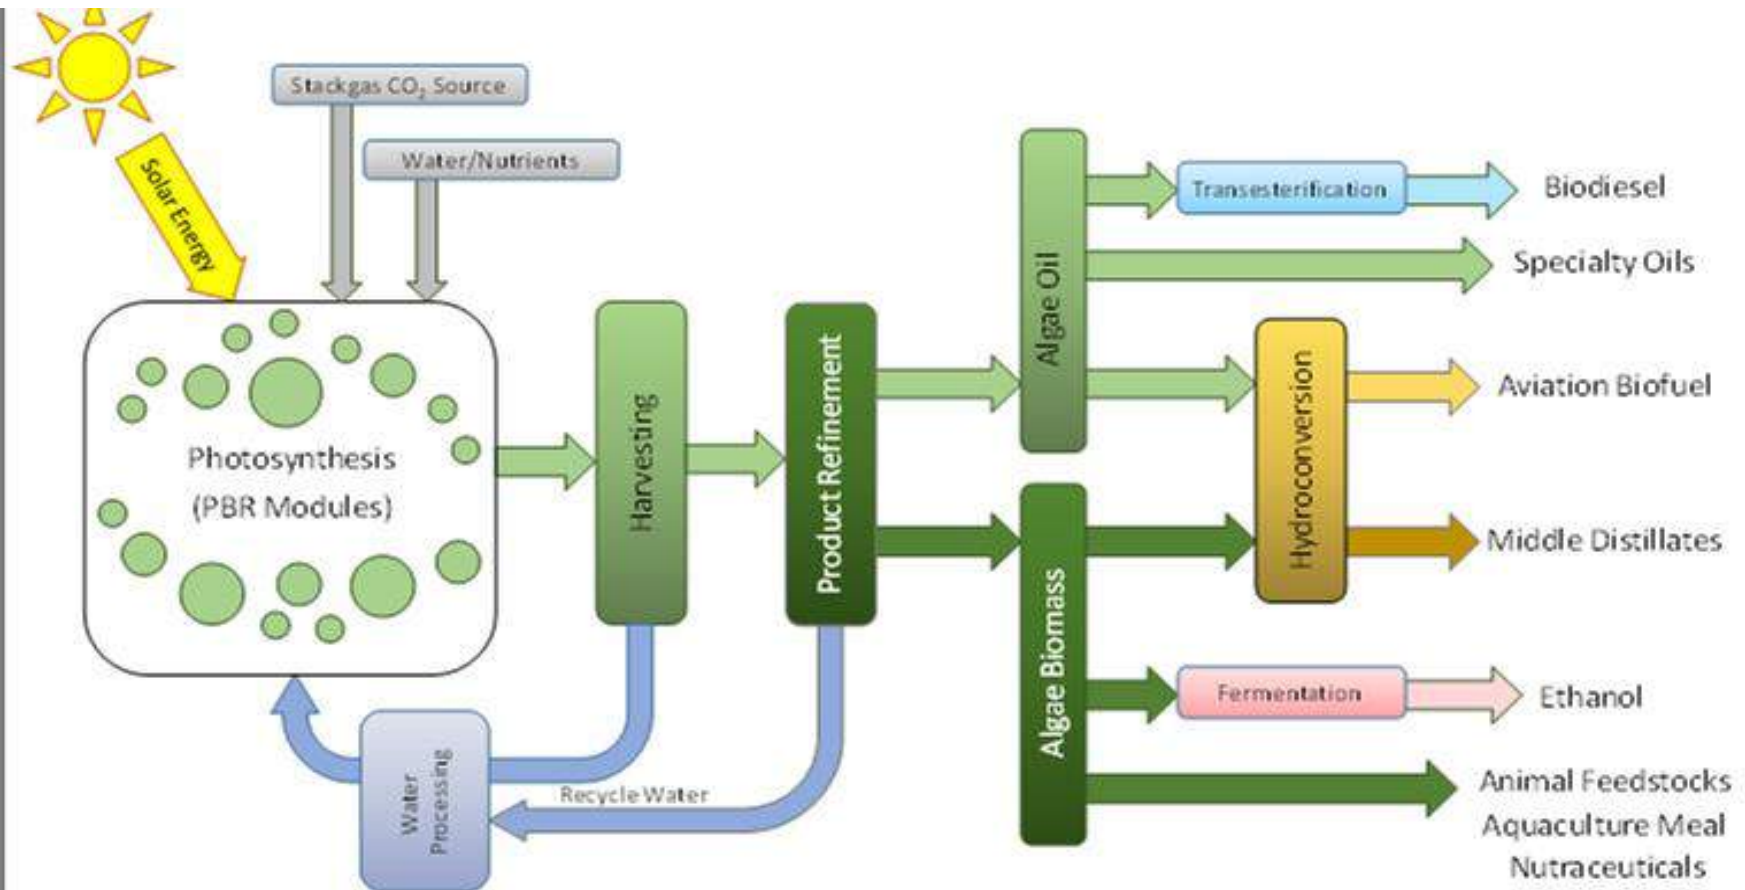 Stackgas CO₂ Source
Water/Nutrients
Solar Energy
Photosynthesis
(PBR Modules)
Harvesting
Product Refinement
Water
Processing
Recycle Water
Algae Oil
Algae Biomass
Transesterification
Biodiesel
Specialty Oils
Hydroconversion
Aviation Biofuel
Middle Distillates
Fermentation
Ethanol
Animal Feedstocks
Aquaculture Meal
Nutraceuticals